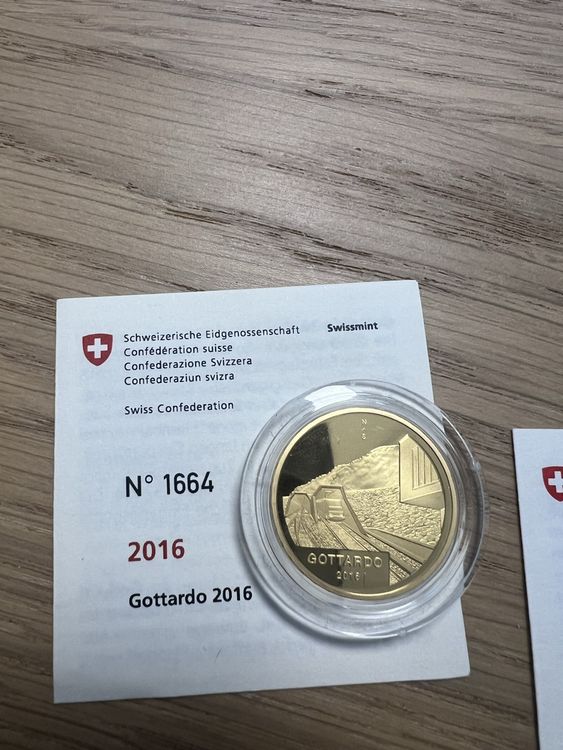 Schweizerische Eidgenossenschaft Swissmint
Confédération suisse
Confederazione Svizzera
Confederaziun svizra
Swiss Confederation
N° 1664
2016
Gottardo 2016
GOTTARDO
2016